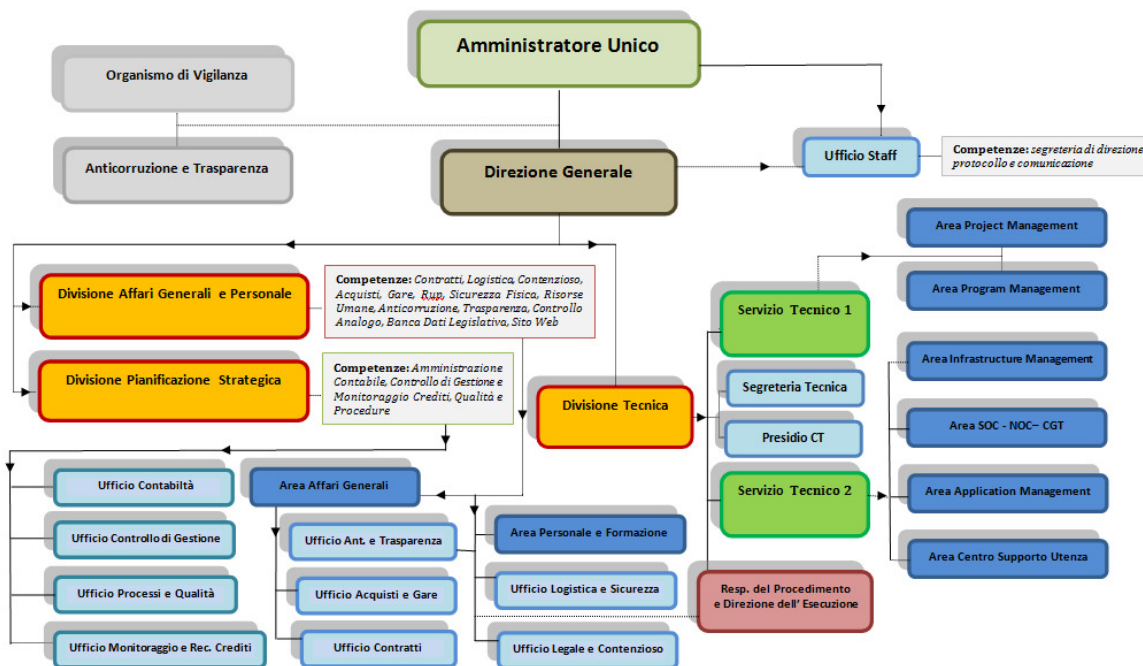 Amministratore Unico
Organismo di Vigilanza
Anticorruzione e Trasparenza
Direzione Generale
Ufficio Staff
Competenze: segreteria di direzione
protocollo e comunicazione
Area Project Management
Area Program Management
Divisione Affari Generali e Personale
Competenze: Contratti, Logistica, Contenzioso,
Acquisti, Gare, Rup, Sicurezza Fisica, Risorse
Umane, Anticorruzione, Trasparenza, Controllo
Analogo, Banca Dati Legislativa, Sito Web
Servizio Tecnico 1
Divisione Pianificazione Strategica
Competenze: Amministrazione
Contabile, Controllo di Gestione e
Monitoraggio Crediti, Qualità e
Procedure
Divisione Tecnica
Segreteria Tecnica
Presidio CT
Area Infrastructure Management
Area SOC - NOC– CGT
Servizio Tecnico 2
Area Application Management
Area Centro Supporto Utenza
Ufficio Contabiltà
Area Affari Generali
Ufficio Controllo di Gestione
Ufficio Ant. e Trasparenza
Area Personale e Formazione
Ufficio Processi e Qualità
Ufficio Acquisti e Gare
Ufficio Logistica e Sicurezza
Resp. del Procedimento
e Direzione dell’ Esecuzione
Ufficio Monitoraggio e Rec. Crediti
Ufficio Contratti
Ufficio Legale e Contenzioso